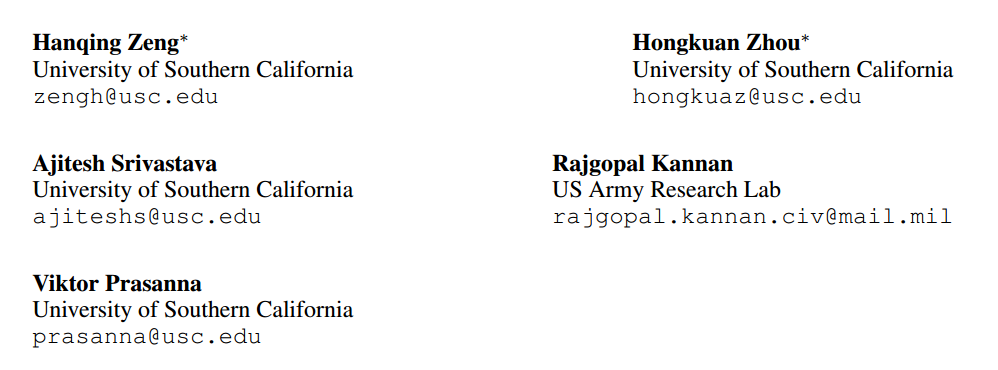 Hanqing Zeng*
University of Southern California
zengh@usc.edu
Hongkuan Zhou*
University of Southern California
hongkuaz@usc.edu
Ajitesh Srivastava
University of Southern California
ajiteshs@usc.edu
Rajgopal Kannan
US Army Research Lab
rajgopal.kannan.civ@mail.mil
Viktor Prasanna
University of Southern California
prasanna@usc.edu